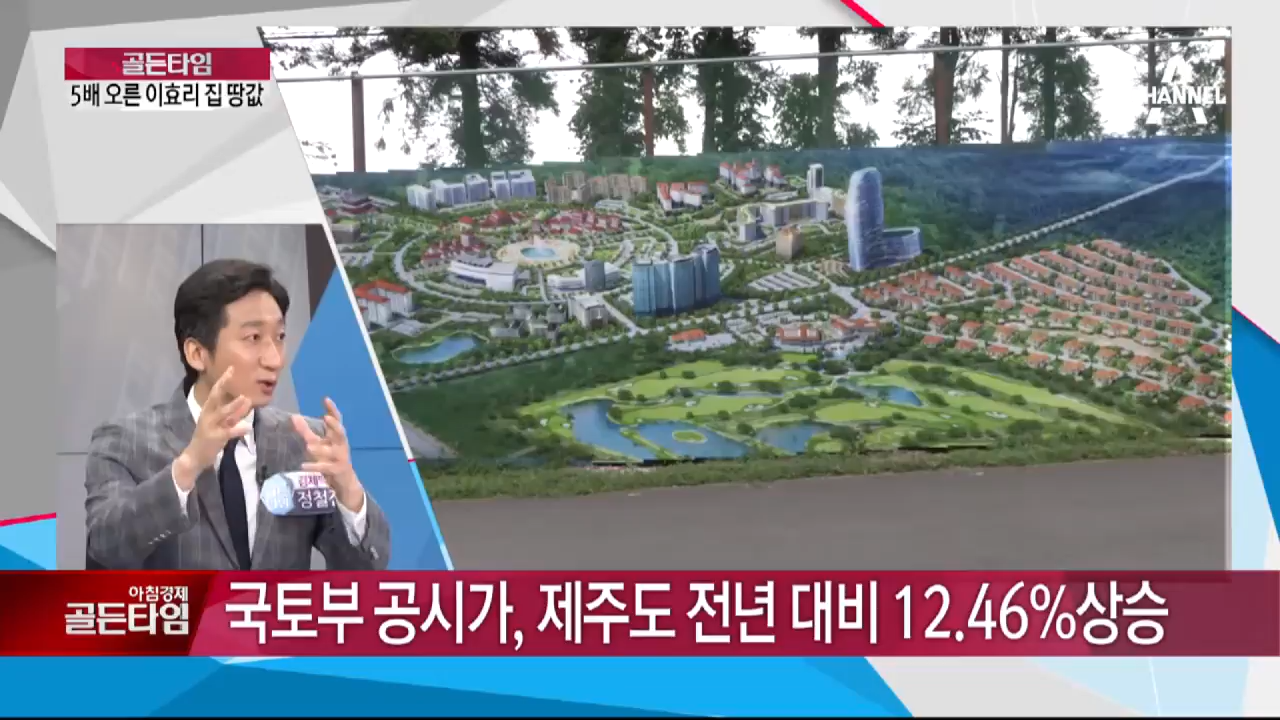 골든타임
5배 오른 이효리 집 땅값
CHANNEL A
아침경제
골든타임
국토부 공시가, 제주도 전년 대비 12.46%상승